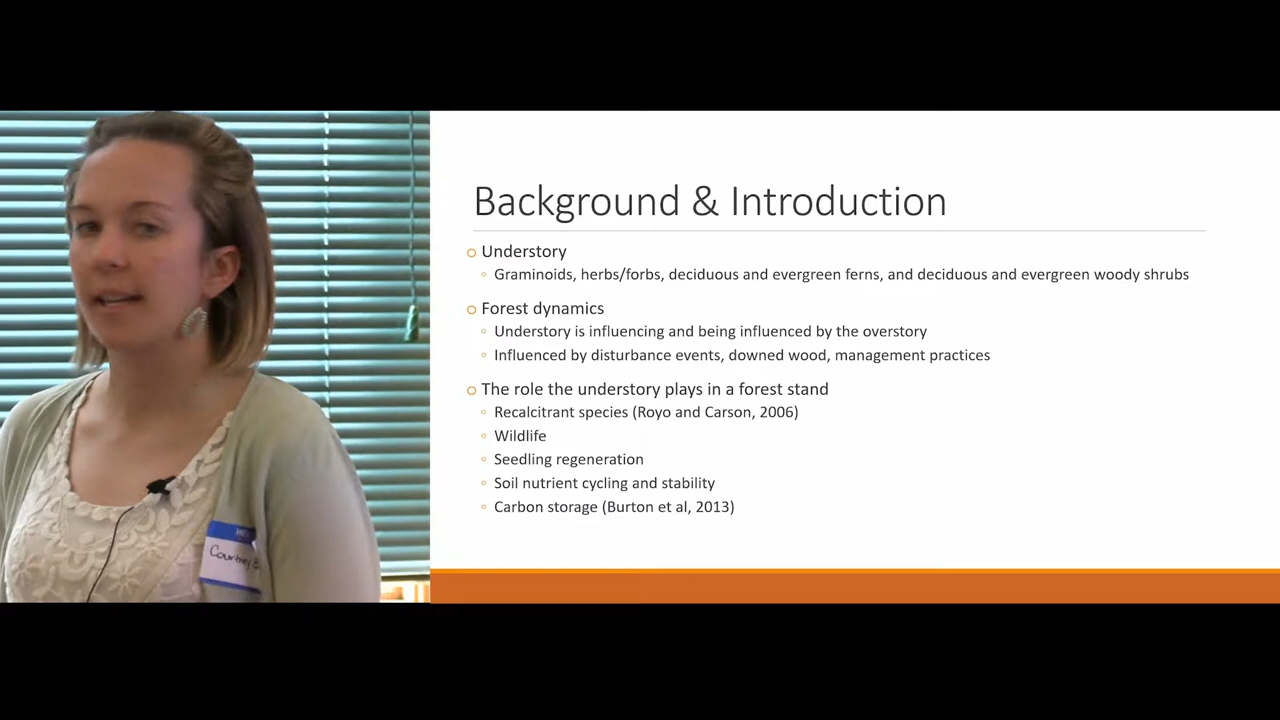 Background & Introduction
Understory
Graminoids, herbs/forbs, deciduous and evergreen ferns, and deciduous and evergreen woody shrubs
Forest dynamics
Understory is influencing and being influenced by the overstory
Influenced by disturbance events, downed wood, management practices
The role the understory plays in a forest stand
Recalcitrant species (Royo and Carson, 2006)
Wildlife
Seedling regeneration
Soil nutrient cycling and stability
Carbon storage (Burton et al, 2013)
Courtney